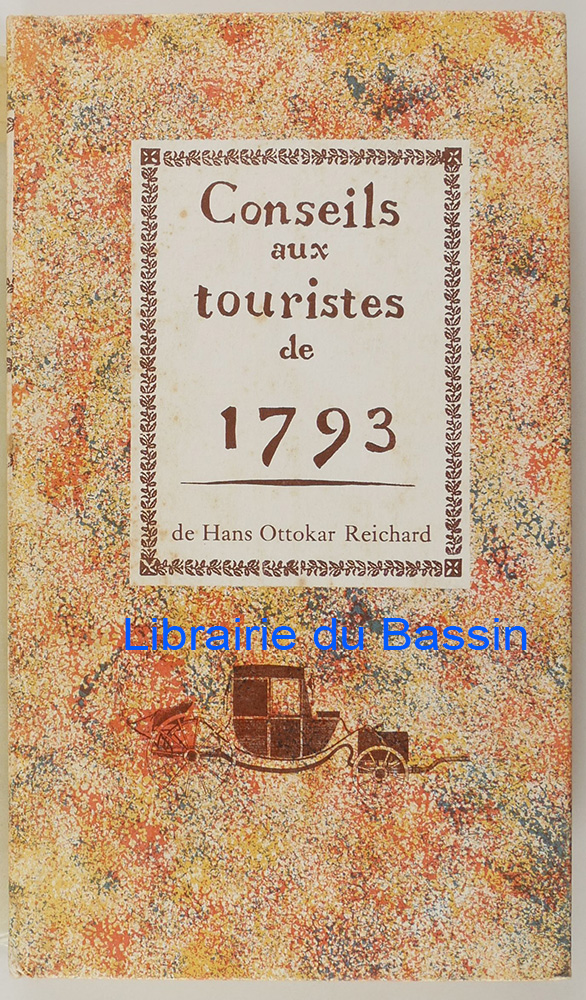 Conseils
aux
touristes
de
1793
de Hans Ottokar Reichard
Librairie du Bassin